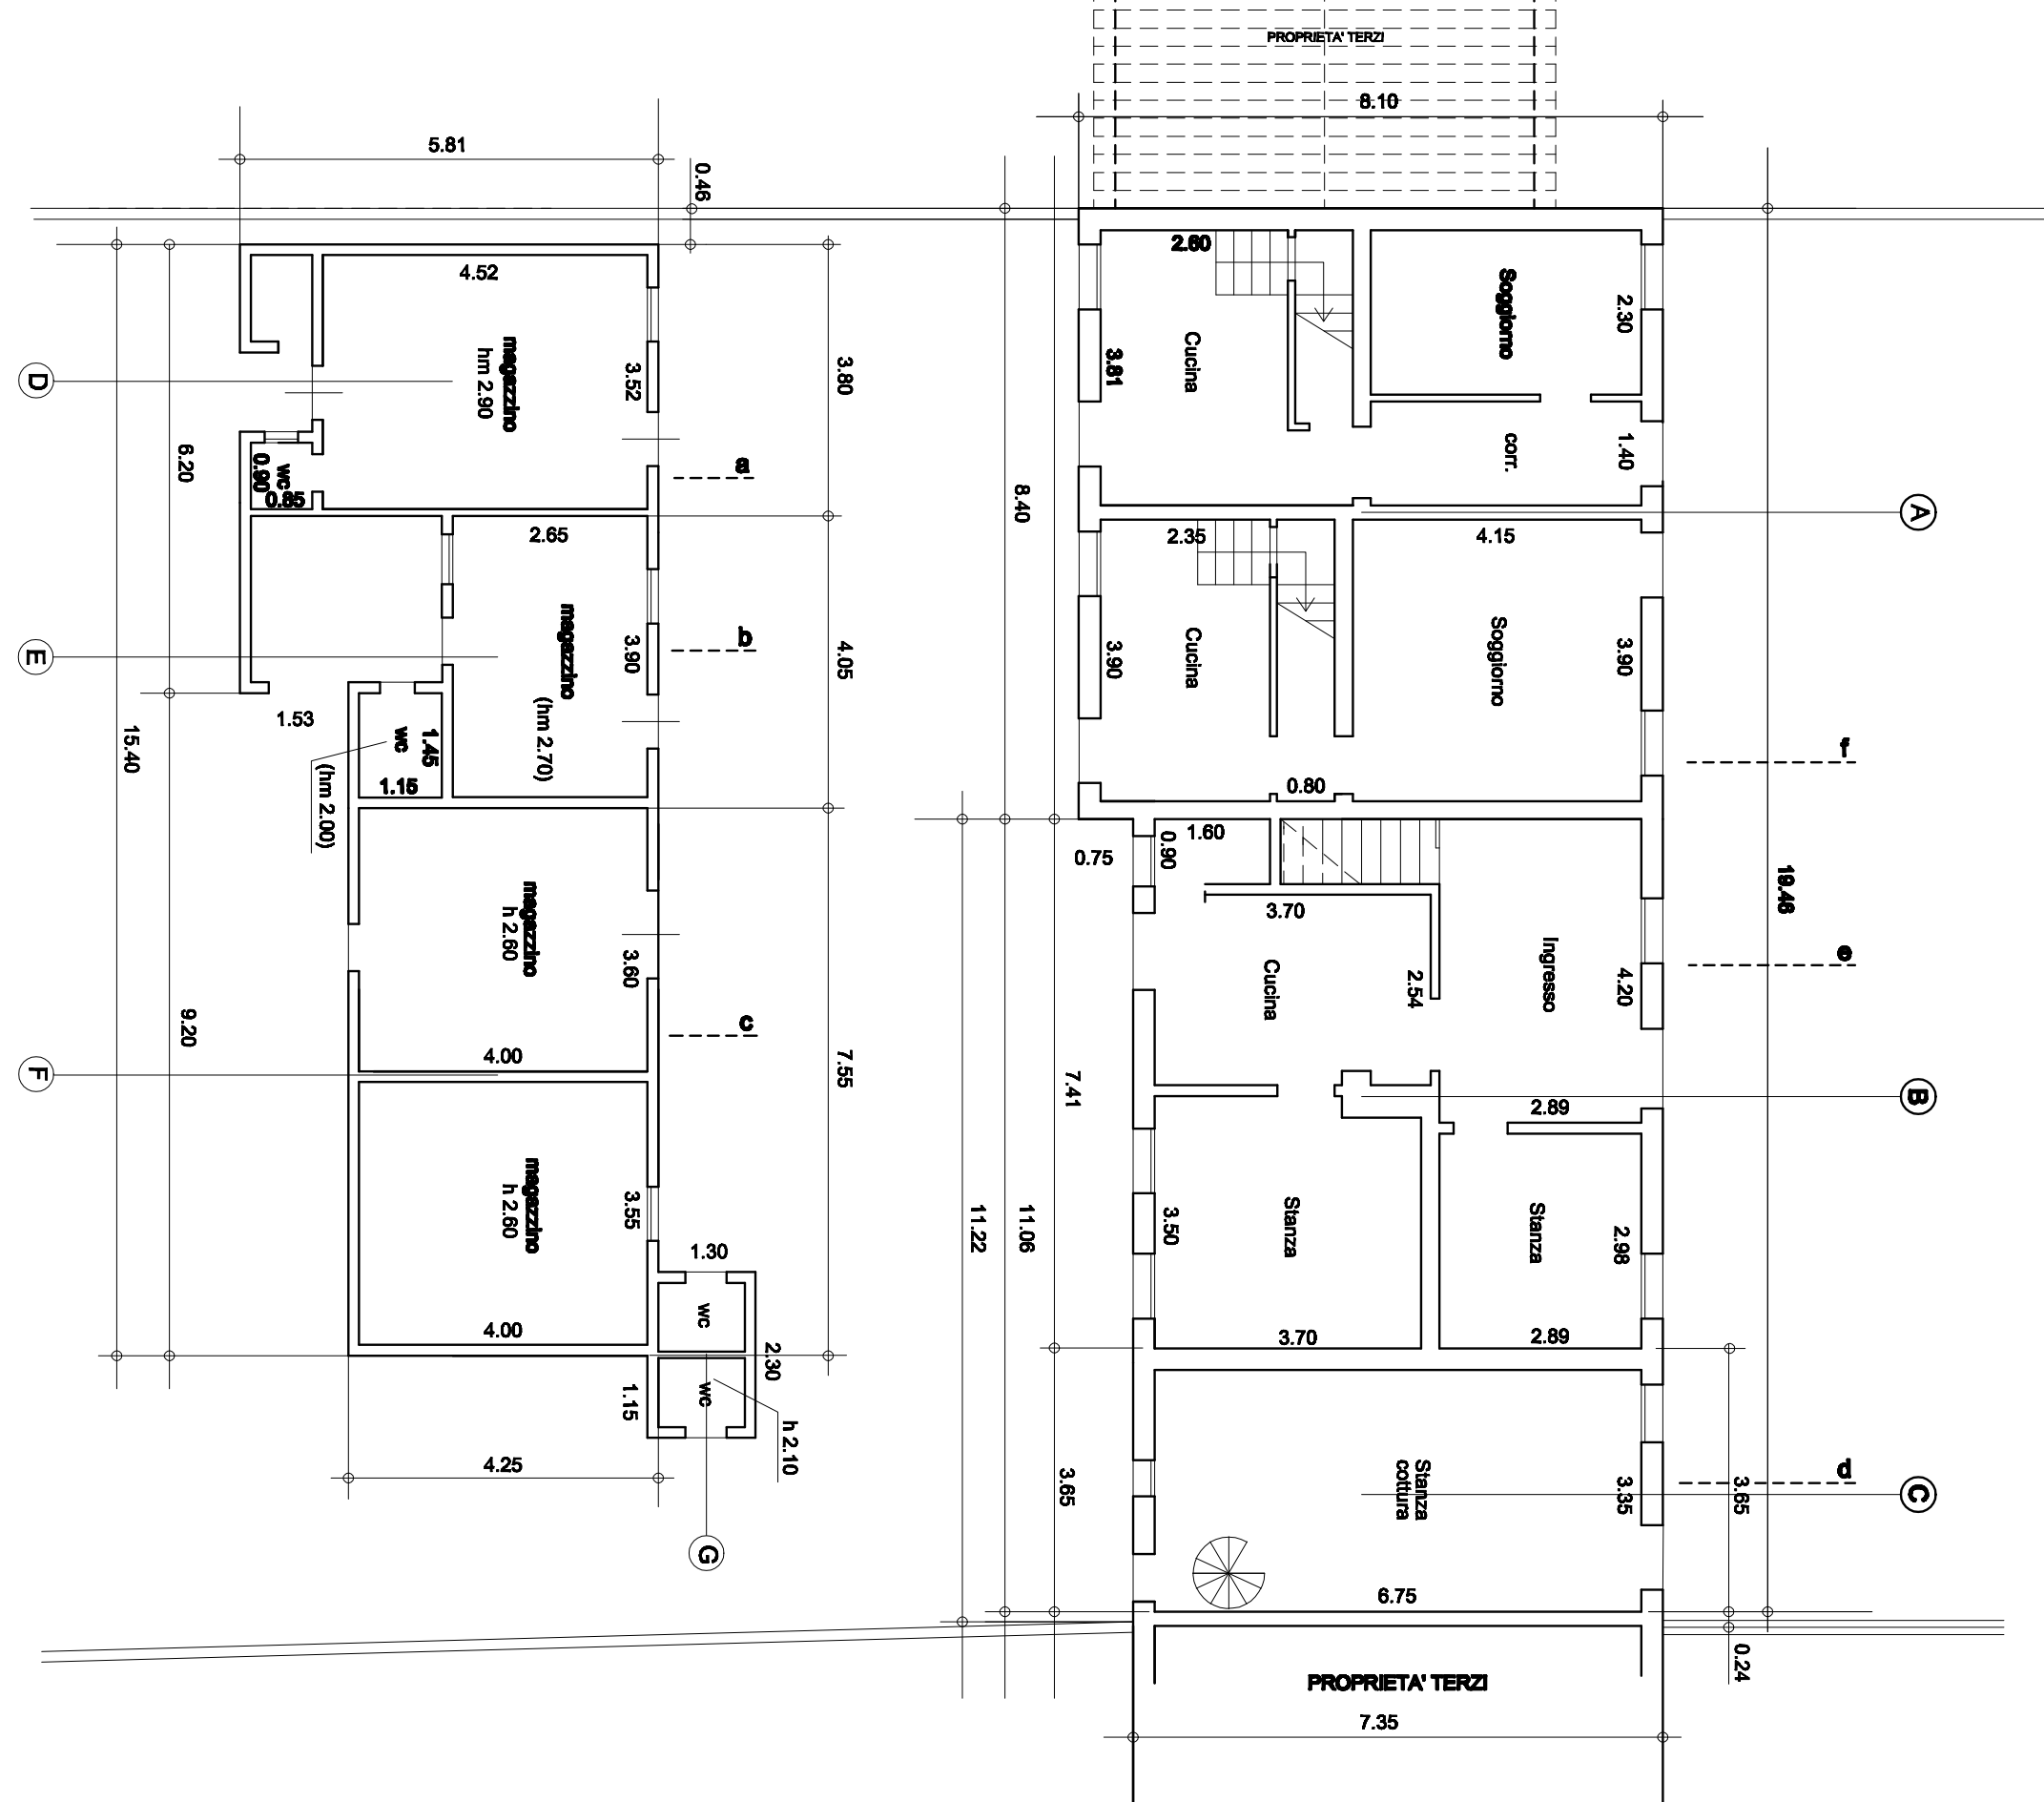 PROPRIETA' TERZI
8.10
5.81
0.46
2.60
4.52
Soggiorno
2.30
Cucina
magazzino
hm 2.90
3.52
3.81
3.80
D
corr.
1.40
6.20
a
wc
0.90
0.85
8.40
A
2.65
2.35
4.15
magazzino
(hm 2.70)
3.90
b
4.05
3.90
Cucina
Soggiorno
3.90
E
1.53
wc
1.45
1.15
(hm 2.00)
15.40
f
0.80
1.60
0.75
0.90
3.70
19.46
magazzino
h 2.60
3.60
Cucina
2.54
Ingresso
4.20
e
9.20
c
4.00
7.55
7.41
F
2.89
B
magazzino
h 2.60
3.55
11.22
11.06
3.50
Stanza
Stanza
2.98
1.30
wc
4.00
2.30
3.70
2.89
1.15
wc
h 2.10
4.25
3.65
Stanza
cottura
3.35
3.65
d
C
G
6.75
0.24
PROPRIETA' TERZI
7.35